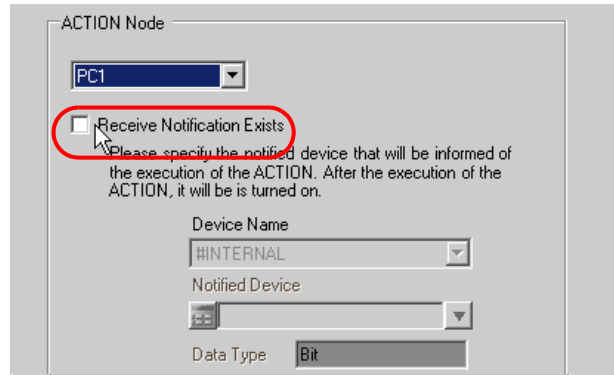 ACTION Node
PC1
Receive Notification Exists
Please specify the notified device that will be informed of
the execution of the ACTION. After the execution of the
ACTION, it will be is turned on.
Device Name
#INTERNAL
Notified Device
Data Type Bit